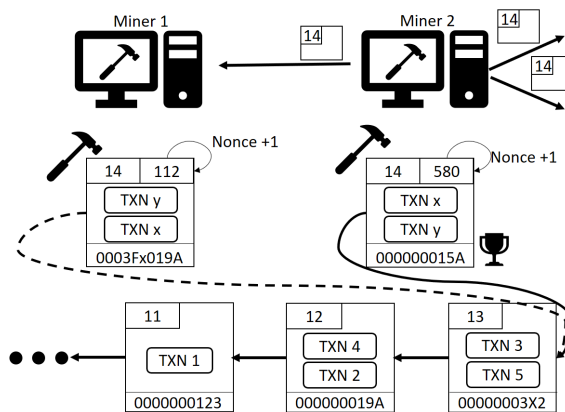 Miner 1
Miner 2
14
14
14
Nonce +1
Nonce +1
14 112
TXN y
TXN x
0003Fx019A
14 580
TXN x
TXN y
000000015A
11
TXN 1
0000000123
12
TXN 4
TXN 2
000000019A
13
TXN 3
TXN 5
00000003X2